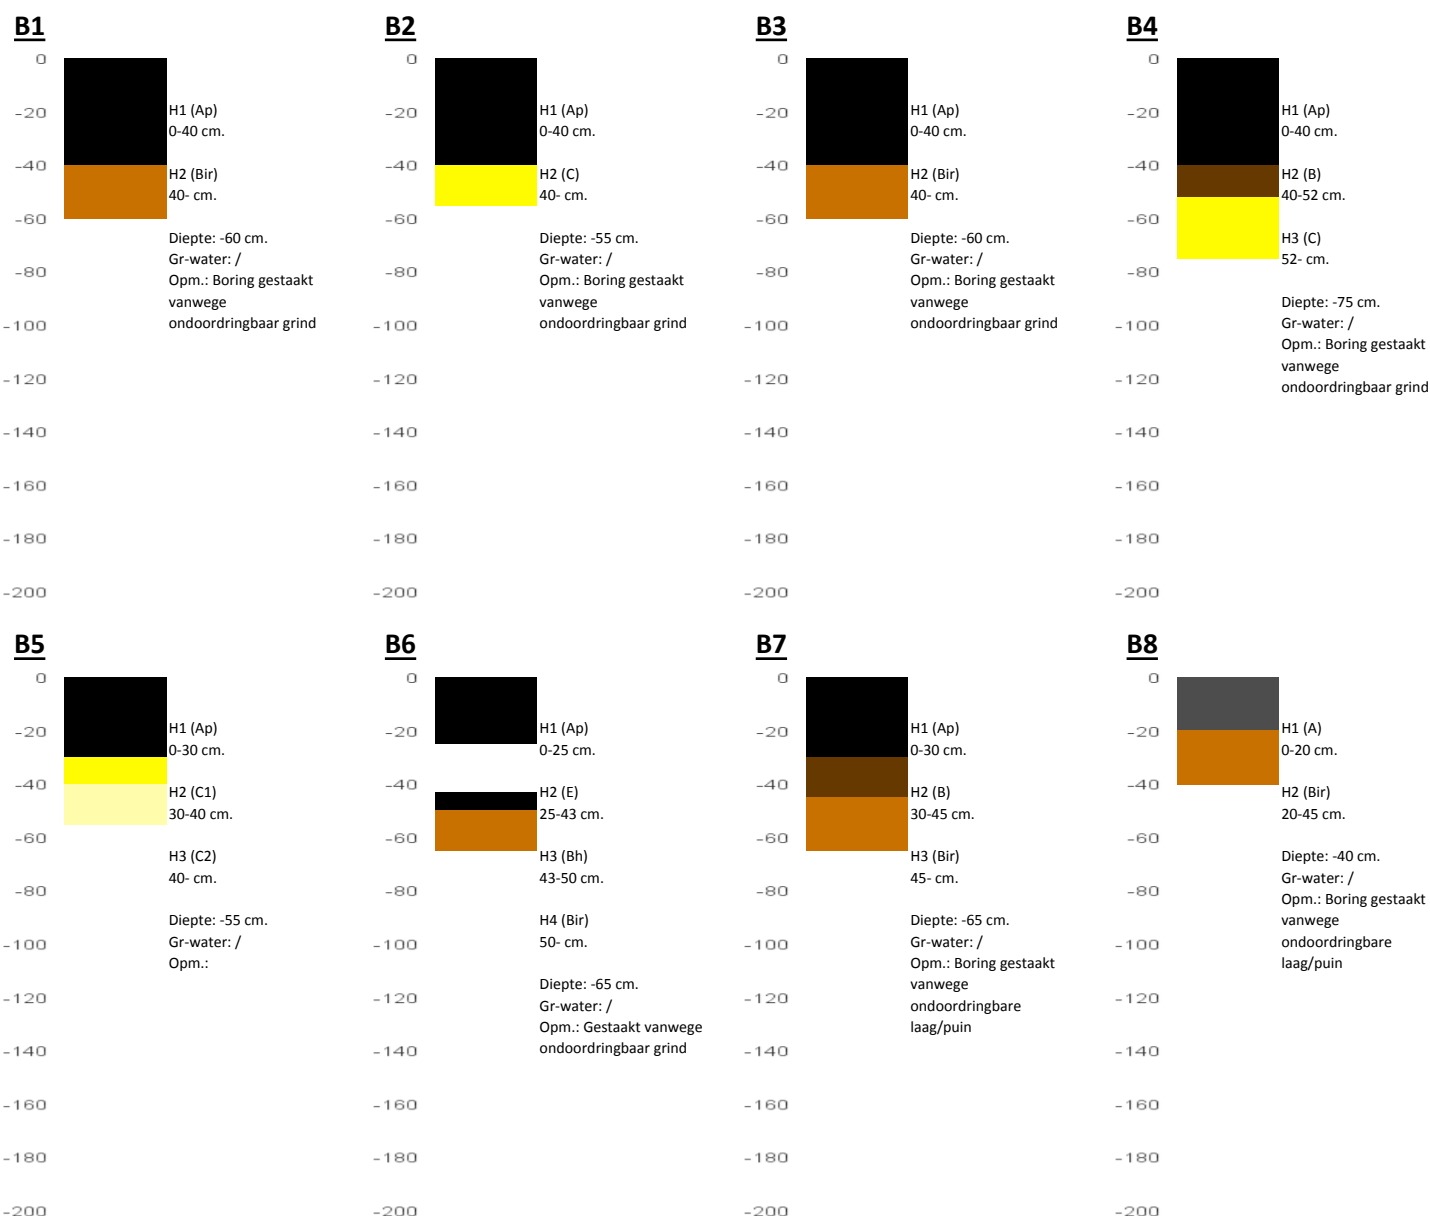 B1
0
-20
-40
-60
-80
-100
-120
-140
-160
-180
-200
H1 (Ap)
0-40 cm.
H2 (Bir)
40- cm.
Diepte: -60 cm.
Gr-water: /
Opm.: Boring gestaakt
vanwege
ondoordringbaar grind
B2
0
-20
-40
-60
-80
-100
-120
-140
-160
-180
-200
H1 (Ap)
0-40 cm.
H2 (C)
40- cm.
Diepte: -55 cm.
Gr-water: /
Opm.: Boring gestaakt
vanwege
ondoordringbaar grind
B3
0
-20
-40
-60
-80
-100
-120
-140
-160
-180
-200
H1 (Ap)
0-40 cm.
H2 (Bir)
40- cm.
Diepte: -60 cm.
Gr-water: /
Opm.: Boring gestaakt
vanwege
ondoordringbaar grind
B4
0
-20
-40
-60
-80
-100
-120
-140
-160
-180
-200
H1 (Ap)
0-40 cm.
H2 (B)
40-52 cm.
H3 (C)
52- cm.
Diepte: -75 cm.
Gr-water: /
Opm.: Boring gestaakt
vanwege
ondoordringbaar grind
B5
0
-20
-40
-60
-80
-100
-120
-140
-160
-180
-200
H1 (Ap)
0-30 cm.
H2 (C1)
30-40 cm.
H3 (C2)
40- cm.
Diepte: -55 cm.
Gr-water: /
Opm.:
B6
0
-20
-40
-60
-80
-100
-120
-140
-160
-180
-200
H1 (Ap)
0-25 cm.
H2 (E)
25-43 cm.
H3 (Bh)
43-50 cm.
H4 (Bir)
50- cm.
Diepte: -65 cm.
Gr-water: /
Opm.: Gestaakt vanwege
ondoordringbaar grind
B7
0
-20
-40
-60
-80
-100
-120
-140
-160
-180
-200
H1 (Ap)
0-30 cm.
H2 (B)
30-45 cm.
H3 (Bir)
45- cm.
Diepte: -65 cm.
Gr-water: /
Opm.: Boring gestaakt
vanwege
ondoordringbare
laag/puin
B8
0
-20
-40
-60
-80
-100
-120
-140
-160
-180
-200
H1 (A)
0-20 cm.
H2 (Bir)
20-45 cm.
Diepte: -40 cm.
Gr-water: /
Opm.: Boring gestaakt
vanwege
ondoordringbare
laag/puin